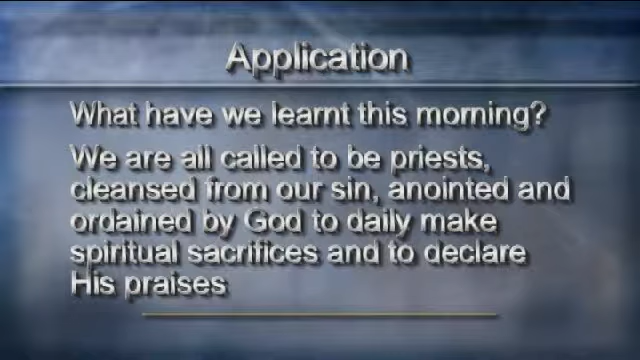 Application
What have we learnt this morning?
We are all called to be priests,
cleansed from our sin, anointed and
ordained by God to daily make
spiritual sacrifices and to declare
His praises